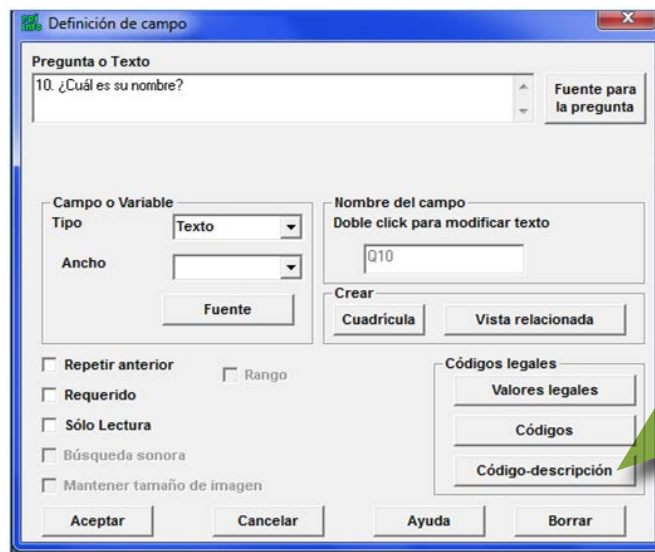 Epi Info Definición de campo
Pregunta o Texto
10. ¿Cuál es su nombre?
Fuente para
la pregunta
Campo o Variable
Tipo
Texto
Ancho
Fuente
Nombre del campo
Doble click para modificar texto
Q10
Crear
Cuadrícula
Vista relacionada
Repetir anterior
Rango
Requerido
Sólo Lectura
Búsqueda sonora
Mantener tamaño de imagen
Códigos legales
Valores legales
Códigos
Código-descripción
Aceptar
Cancelar
Ayuda
Borrar